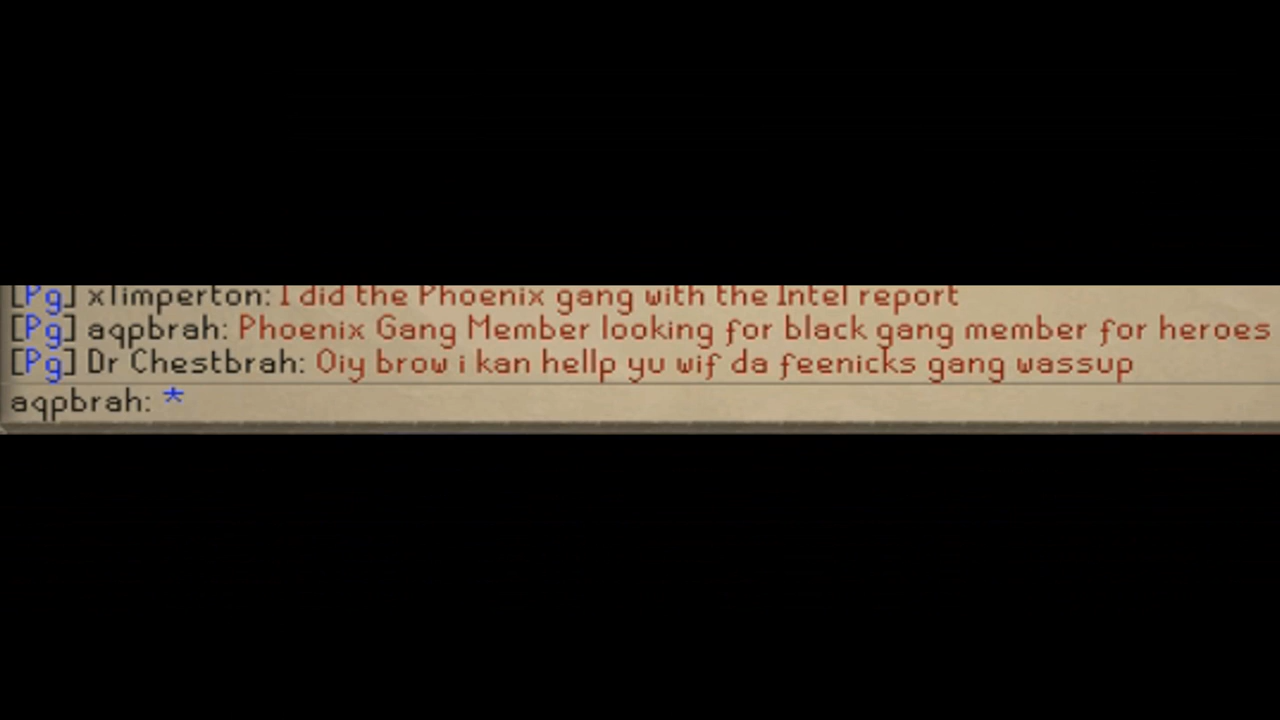 [Pg] xTimperton: I did the Phoenix gang with the Intel report
[Pg] aqpbrah: Phoenix Gang Member looking for black gang member for heroes
[Pg] Dr Chestbrah: Oiy brow i kan hellp yu wif da feenicks gang wassup
aqpbrah: *